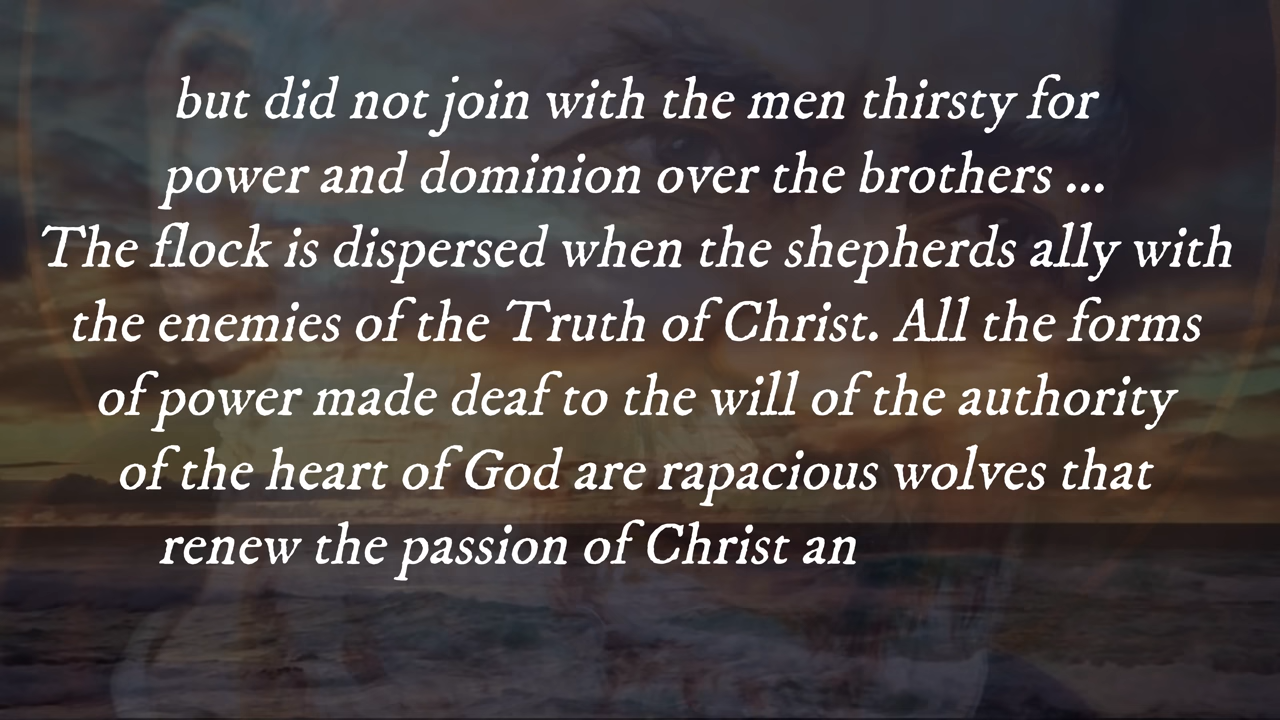 but did not join with the men thirsty for
power and dominion over the brothers ...
The flock is dispersed when the shepherds ally with
the enemies of the Truth of Christ. All the forms
of power made deaf to the will of the authority
of the heart of God are rapacious wolves that
renew the passion of Christ an